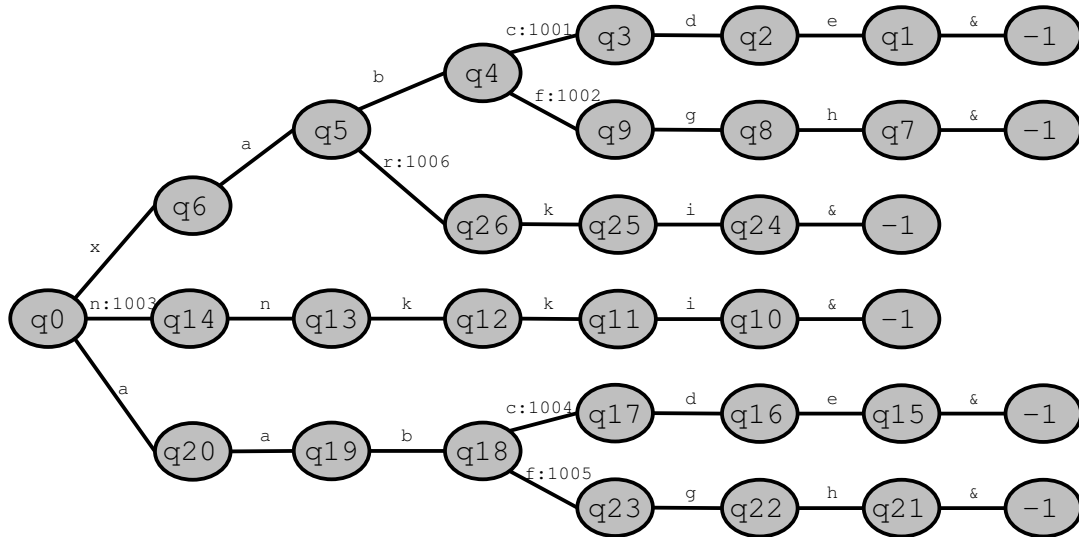 c:1001 q3 d q2 e q1 & −1
b q4
f:1002 q9 g q8 h q7 & −1
a q5
r:1006 q26 k q25 i q24 & −1
x q6
q0 n:1003 q14 n q13 k q12 k q11 i q10 & −1
a q20 a q19 b q18
c:1004 q17 d q16 e q15 & −1
f:1005 q23 g q22 h q21 & −1